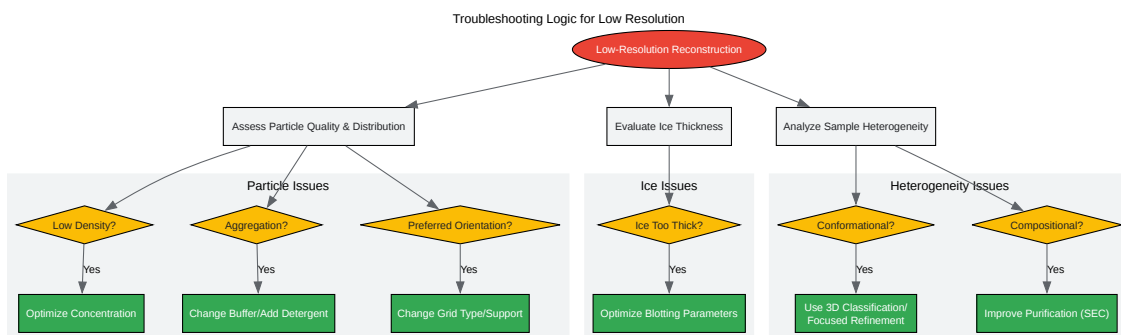 Troubleshooting Logic for Low Resolution
Low-Resolution Reconstruction
Assess Particle Quality & Distribution
Evaluate Ice Thickness
Analyze Sample Heterogeneity
Particle Issues
Ice Issues
Heterogeneity Issues
Low Density?
Aggregation?
Preferred Orientation?
Ice Too Thick?
Conformational?
Compositional?
Yes
Yes
Yes
Yes
Yes
Yes
Optimize Concentration
Change Buffer/Add Detergent
Change Grid Type/Support
Optimize Blotting Parameters
Use 3D Classification/
Focused Refinement
Improve Purification (SEC)